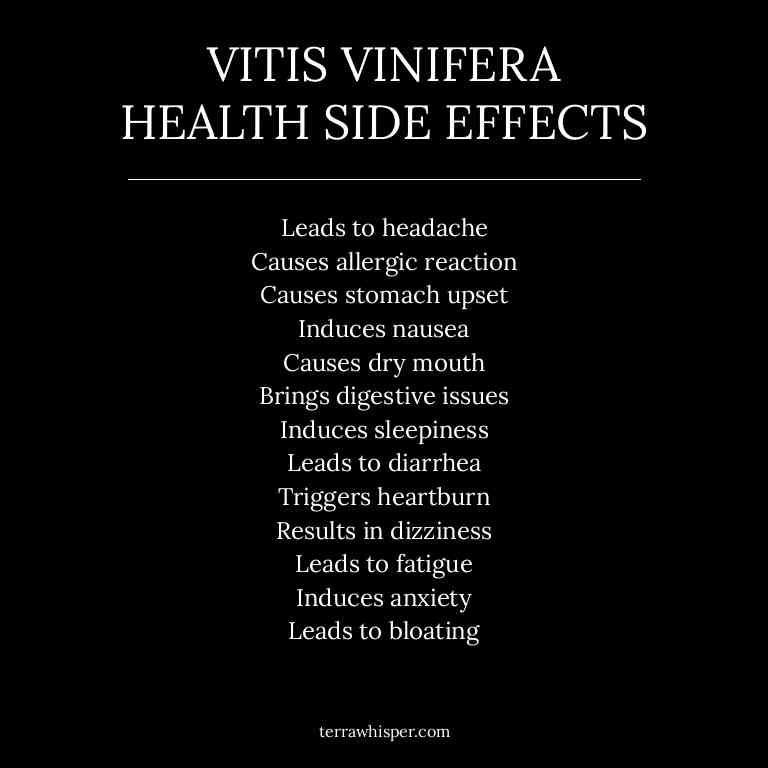 VITIS VINIFERA
HEALTH SIDE EFFECTS
Leads to headache
Causes allergic reaction
Causes stomach upset
Induces nausea
Causes dry mouth
Brings digestive issues
Induces sleepiness
Leads to diarrhea
Triggers heartburn
Results in dizziness
Leads to fatigue
Induces anxiety
Leads to bloating
terrawhisper.com